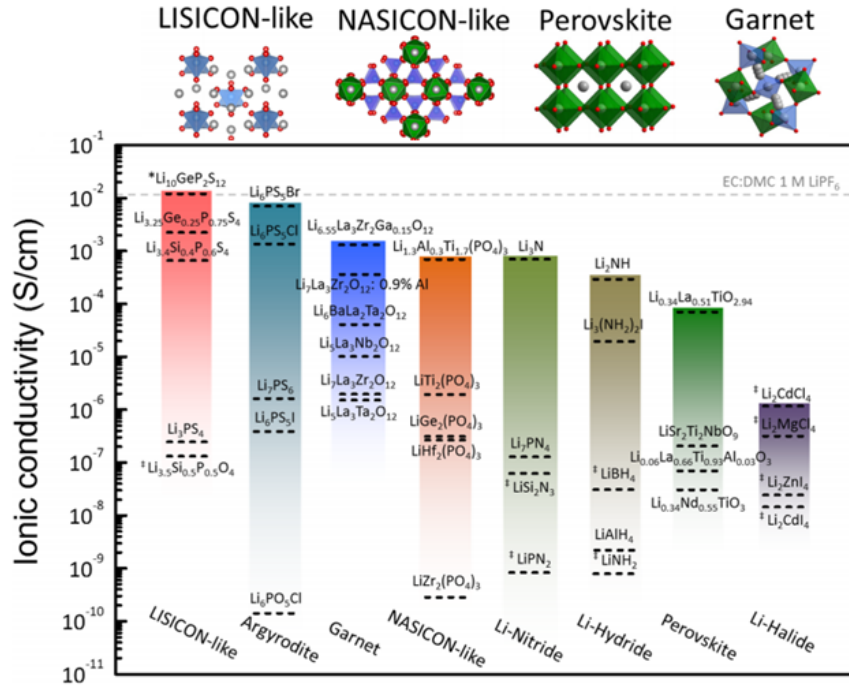 LISICON-like NASICON-like Perovskite Garnet
Ionic conductivity (S/cm)
10⁻¹
10⁻²
10⁻³
10⁻⁴
10⁻⁵
10⁻⁶
10⁻⁷
10⁻⁸
10⁻⁹
10⁻¹⁰
10⁻¹¹
EC:DMC 1 M LiPF₆
*Li₁₀GeP₂S₁₂
Li₃.₂₅Ge₀.₂₅P₀.₇₅S₄
Li₃.₄Si₀.₄P₀.₆S₄
Li₃PS₄
‡Li₃.₅Si₀.₅P₀.₅O₄
Li₆PS₅Br
Li₆PS₅Cl
Li₇PS₆
Li₆PS₅I
Li₆PO₅Cl
Li₆.₅₅La₃Zr₂Ga₀.₁₅O₁₂
Li₇La₃Zr₂O₁₂: 0.9% Al
Li₆BaLa₂Ta₂O₁₂
Li₅La₃Nb₂O₁₂
Li₇La₃Zr₂O₁₂
Li₅La₃Ta₂O₁₂
Li₁.₃Al₀.₃Ti₁.₇(PO₄)₃
LiTi₂(PO₄)₃
LiGe₂(PO₄)₃
LiHf₂(PO₄)₃
LiZr₂(PO₄)₃
Li₃N
Li₇PN₄
‡LiSi₂N₃
‡LiPN₂
Li₂NH
Li₃(NH₂)₂I
‡LiBH₄
LiAlH₄
‡LiNH₂
Li₀.₃₄La₀.₅₁TiO₂.₉₄
LiSr₂Ti₂NbO₉
Li₀.₀₆La₀.₆₆Ti₀.₉₃Al₀.₀₃O₃
Li₀.₃₄Nd₀.₅₅TiO₃
‡Li₂CdCl₄
‡Li₂MgCl₄
‡Li₂ZnI₄
‡Li₂CdI₄
LISICON-like
Argyrodite
Garnet
NASICON-like
Li-Nitride
Li-Hydride
Perovskite
Li-Halide